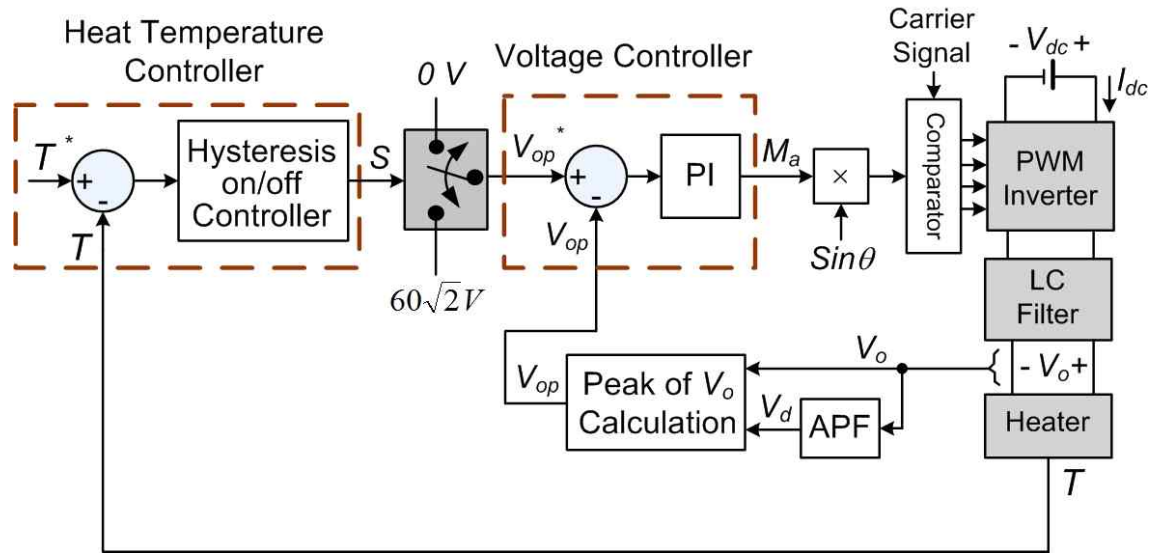 Heat Temperature
Controller
T *
+
-
T
Hysteresis
on/off
Controller
S
0 V
60√2V
Voltage Controller
Vop*
+
-
Vop
PI
Ma
×
Sinθ
Carrier
Signal
Comparator
- Vdc +
Idc
PWM
Inverter
LC
Filter
- Vo+
Heater
T
Vo
APF
Vd
Peak of Vo
Calculation
Vop